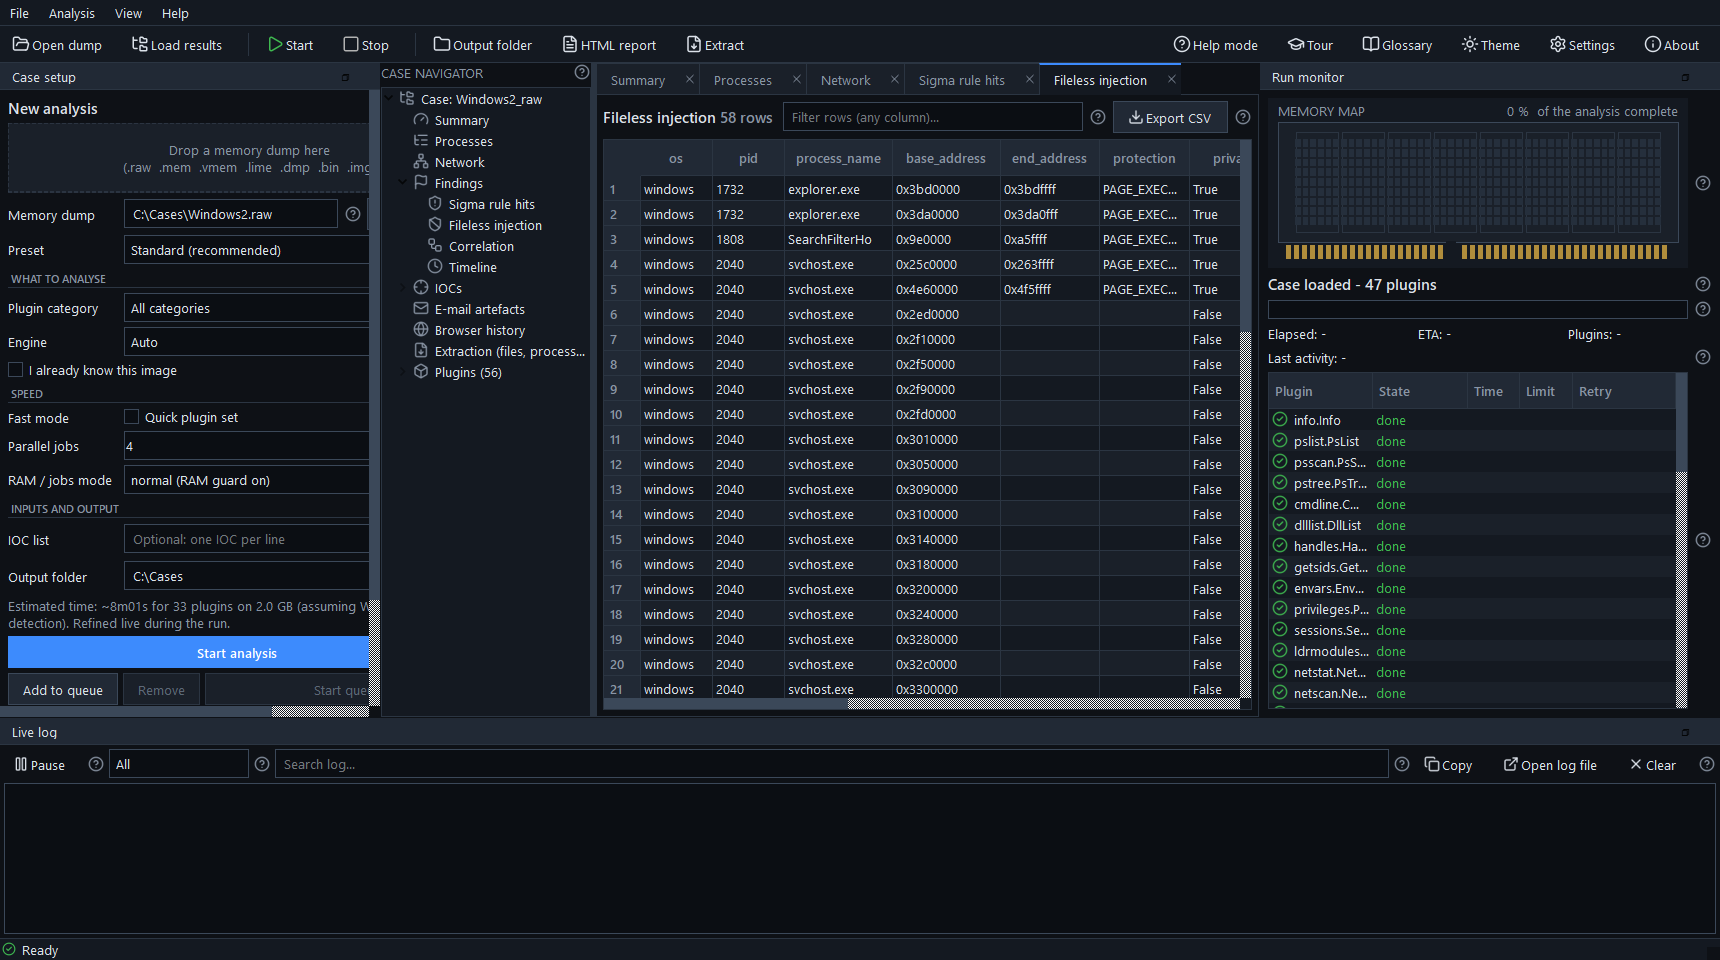 File Analysis View Help
Open dump Load results Start Stop Output folder HTML report Extract Help mode Tour Glossary Theme Settings About
Case setup
New analysis
Drop a memory dump here
(.raw .mem .vmem .lime .dmp .bin .img
Memory dump C:\Cases\Windows2.raw
Preset Standard (recommended)
WHAT TO ANALYSE
Plugin category All categories
Engine Auto
I already know this image
SPEED
Fast mode Quick plugin set
Parallel jobs 4
RAM / jobs mode normal (RAM guard on)
INPUTS AND OUTPUT
IOC list Optional: one IOC per line
Output folder C:\Cases
Estimated time: ~8m01s for 33 plugins on 2.0 GB (assuming
detection). Refined live during the run.
Start analysis
Add to queue Remove Start que
CASE NAVIGATOR
Case: Windows2_raw
Summary
Processes
Network
Findings
Sigma rule hits
Fileless injection
Correlation
Timeline
IOCs
E-mail artefacts
Browser history
Extraction (files, process...
Plugins (56)
Summary Processes Network Sigma rule hits Fileless injection
Fileless injection 58 rows Filter rows (any column)... Export CSV
os pid process_name base_address end_address protection priva
1 windows 1732 explorer.exe 0x3bd0000 0x3bdffff PAGE_EXEC... True
2 windows 1732 explorer.exe 0x3da0000 0x3da0fff PAGE_EXEC... True
3 windows 1808 SearchFilterHo 0x9e0000 0xa5ffff PAGE_EXEC... True
4 windows 2040 svchost.exe 0x25c0000 0x263ffff PAGE_EXEC... True
5 windows 2040 svchost.exe 0x4e60000 0x4f5ffff PAGE_EXEC... True
6 windows 2040 svchost.exe 0x2ed0000 False
7 windows 2040 svchost.exe 0x2f10000 False
8 windows 2040 svchost.exe 0x2f50000 False
9 windows 2040 svchost.exe 0x2f90000 False
10 windows 2040 svchost.exe 0x2fd0000 False
11 windows 2040 svchost.exe 0x3010000 False
12 windows 2040 svchost.exe 0x3050000 False
13 windows 2040 svchost.exe 0x3090000 False
14 windows 2040 svchost.exe 0x3100000 False
15 windows 2040 svchost.exe 0x3140000 False
16 windows 2040 svchost.exe 0x3180000 False
17 windows 2040 svchost.exe 0x3200000 False
18 windows 2040 svchost.exe 0x3240000 False
19 windows 2040 svchost.exe 0x3280000 False
20 windows 2040 svchost.exe 0x32c0000 False
21 windows 2040 svchost.exe 0x3300000 False
Run monitor
MEMORY MAP 0 % of the analysis complete
Case loaded - 47 plugins
Elapsed: - ETA: - Plugins: -
Last activity: -
Plugin State Time Limit Retry
info.Info done
pslist.PsList done
psscan.PsS... done
pstree.PsTr... done
cmdline.C... done
dlllist.DllList done
handles.Ha... done
getsids.Get... done
envars.Env... done
privileges.P... done
sessions.Se... done
ldrmodules... done
netstat.Net... done
netscan.Ne... done
Live log
Pause All Search log... Copy Open log file Clear
Ready